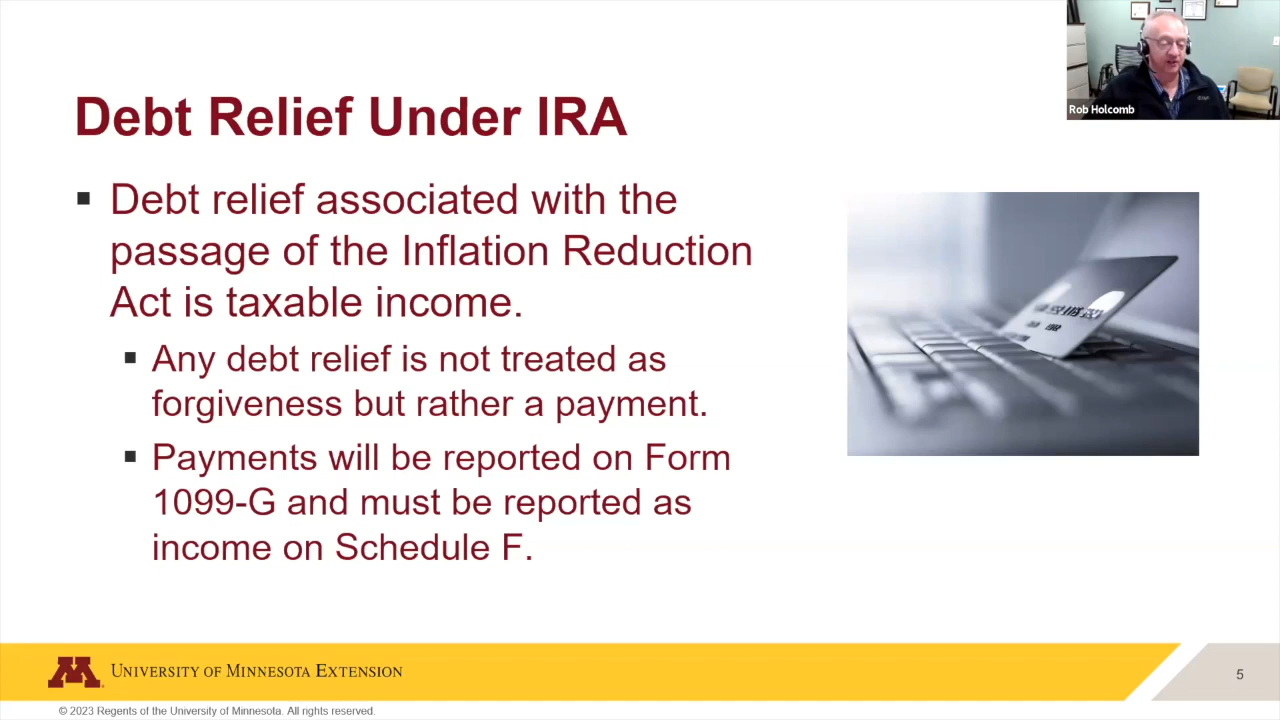 Rob Holcomb
Debt Relief Under IRA
▪ Debt relief associated with the
passage of the Inflation Reduction
Act is taxable income.
▪ Any debt relief is not treated as
forgiveness but rather a payment.
▪ Payments will be reported on Form
1099-G and must be reported as
income on Schedule F.
M
UNIVERSITY OF MINNESOTA EXTENSION
5
© 2023 Regents of the University of Minnesota. All rights reserved.